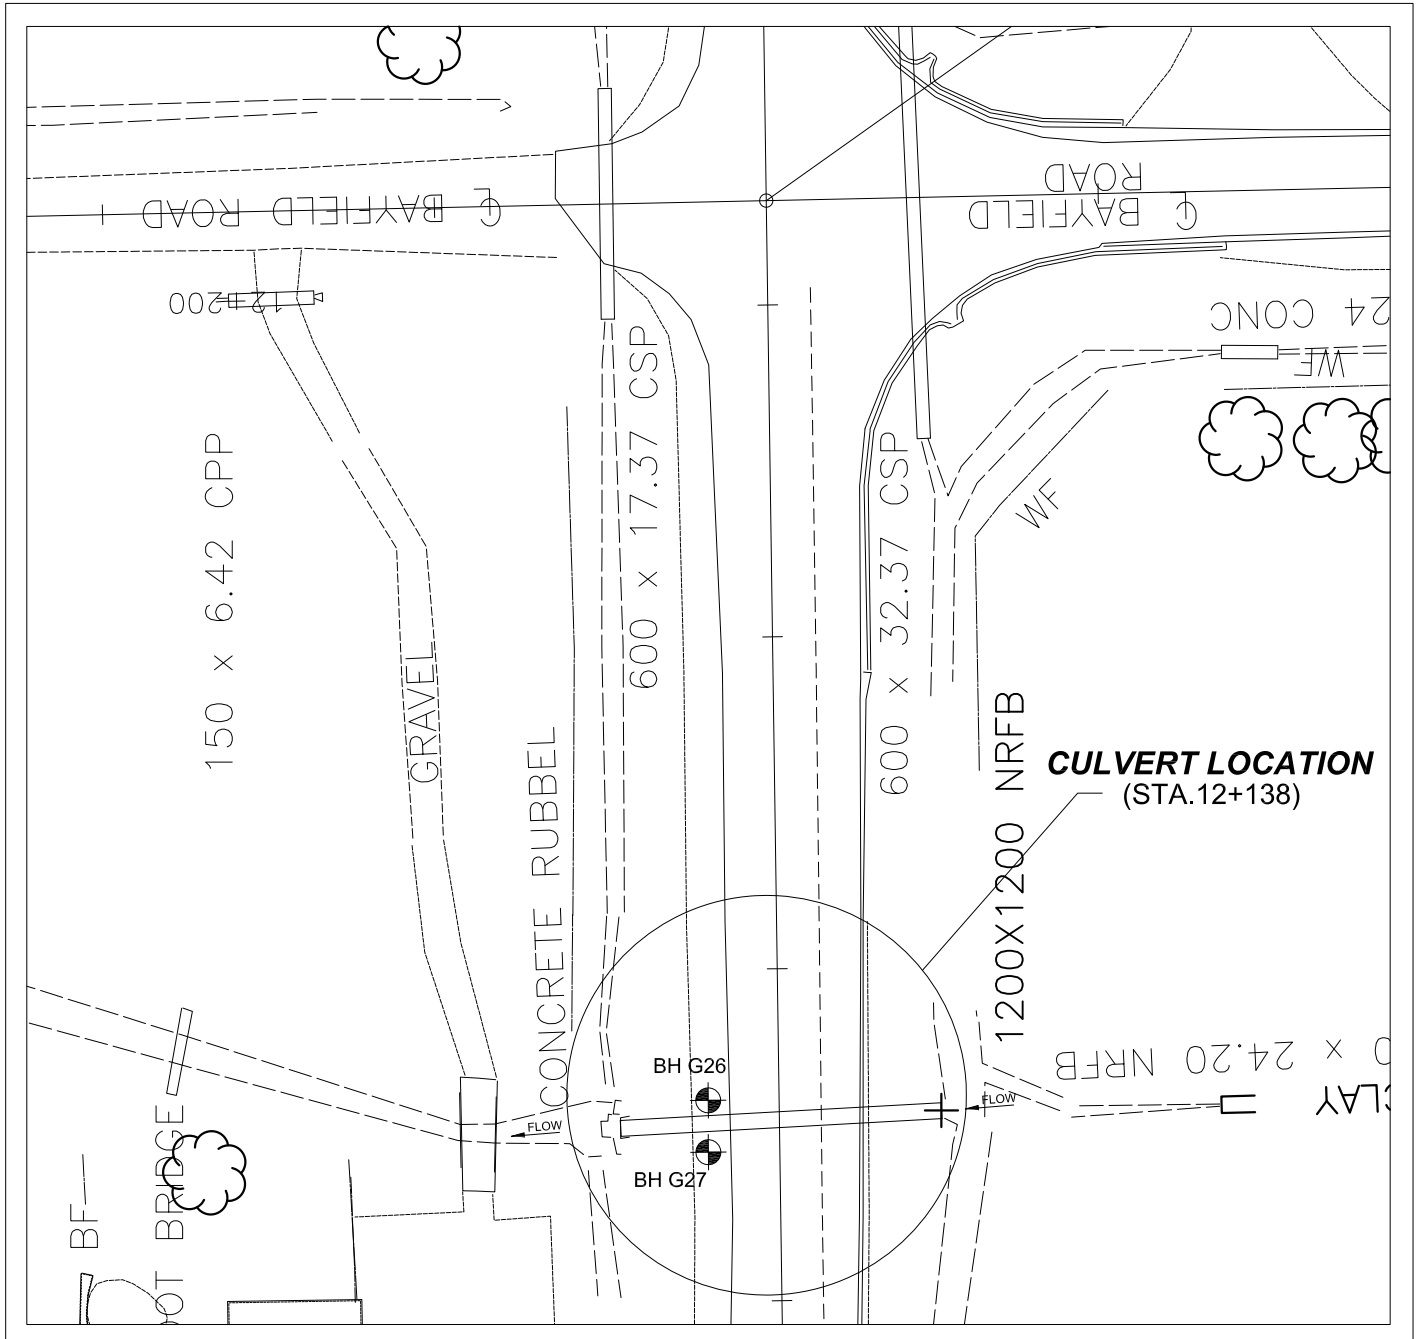 ROAD
℄ BAYFIELD ROAD
℄ BAYFIELD
12+200
24 CONC
WF
600 x 17.37 CSP
150 x 6.42 CPP
600 x 32.37 CSP
WF
GRAVEL
CONCRETE RUBBEL
1200X1200 NRFB
CULVERT LOCATION
(STA.12+138)
0 x 24.20 NRFB
CLAY
BH G26
FLOW
FLOW
BH G27
BF
OT BRIDGE